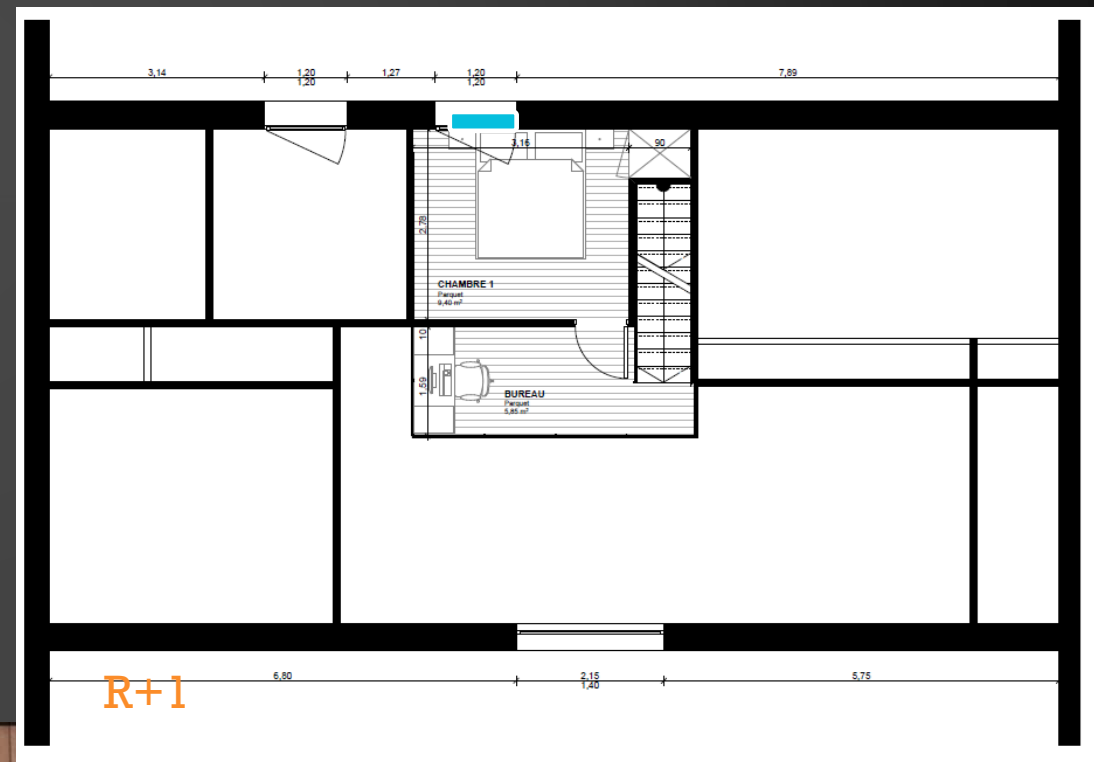 3,14
1,20
1,20
1,27
1,20
1,20
7,89
3,16
90
2,78
CHAMBRE 1
Parquet
9,40 m²
10
1,59
BUREAU
Parquet
5,85 m²
6,80
2,15
1,40
5,75
R+1